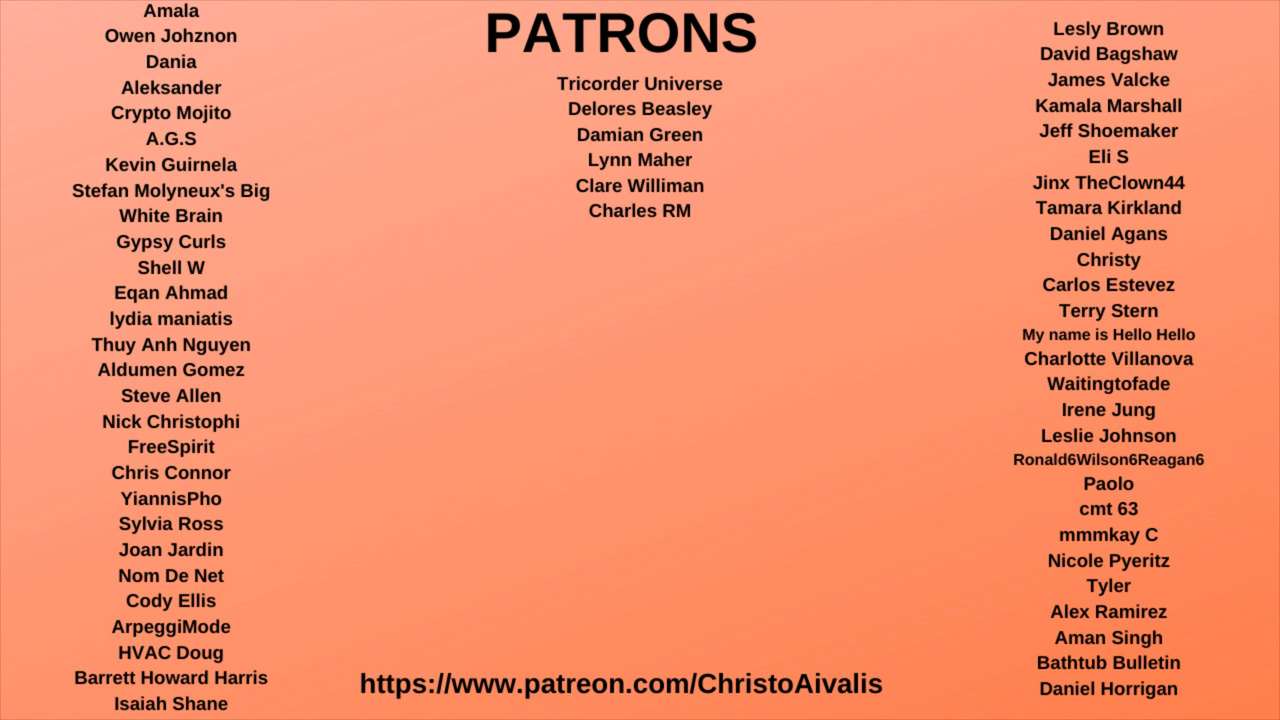 Amala
Owen Johznon
Dania
Aleksander
Crypto Mojito
A.G.S
Kevin Guirnela
Stefan Molyneux's Big
White Brain
Gypsy Curls
Shell W
Eqan Ahmad
lydia maniatis
Thuy Anh Nguyen
Aldumen Gomez
Steve Allen
Nick Christophi
FreeSpirit
Chris Connor
YiannisPho
Sylvia Ross
Joan Jardin
Nom De Net
Cody Ellis
ArpeggiMode
HVAC Doug
Barrett Howard Harris
Isaiah Shane
PATRONS
Tricorder Universe
Delores Beasley
Damian Green
Lynn Maher
Clare Williman
Charles RM
https://www.patreon.com/ChristoAivalis
Lesly Brown
David Bagshaw
James Valcke
Kamala Marshall
Jeff Shoemaker
Eli S
Jinx TheClown44
Tamara Kirkland
Daniel Agans
Christy
Carlos Estevez
Terry Stern
My name is Hello Hello
Charlotte Villanova
Waitingtofade
Irene Jung
Leslie Johnson
Ronald6Wilson6Reagan6
Paolo
cmt 63
mmmkay C
Nicole Pyeritz
Tyler
Alex Ramirez
Aman Singh
Bathtub Bulletin
Daniel Horrigan